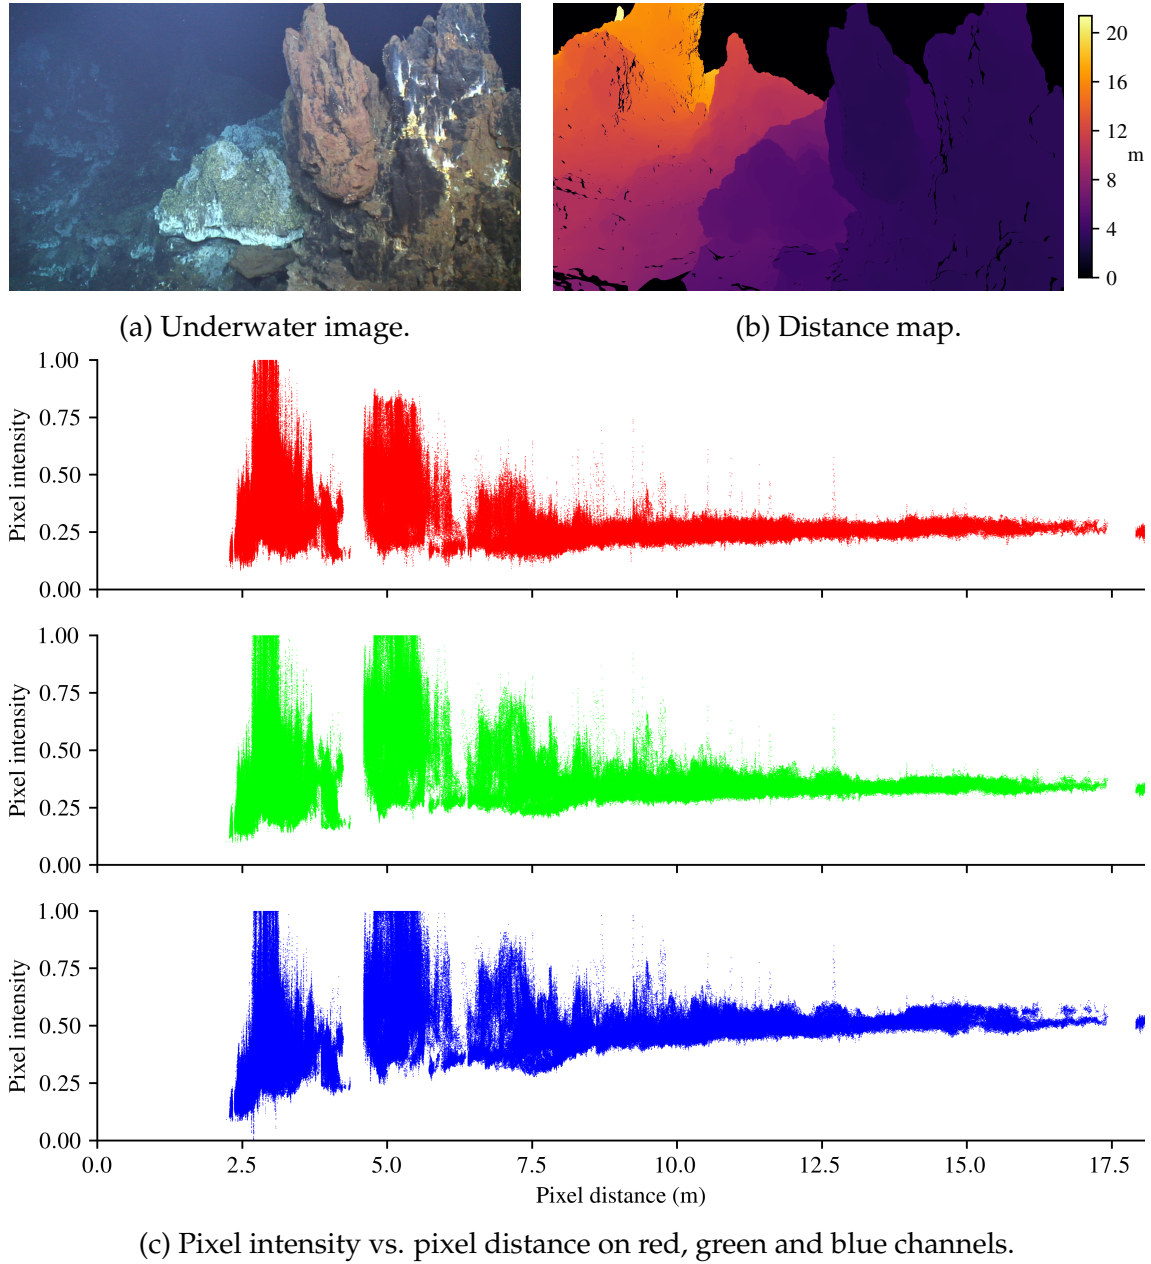 20
16
12
m
8
4
0
(a) Underwater image.
(b) Distance map.
1.00
0.75
0.50
0.25
0.00
Pixel intensity
1.00
0.75
0.50
0.25
0.00
Pixel intensity
1.00
0.75
0.50
0.25
0.00
Pixel intensity
0.0 2.5 5.0 7.5 10.0 12.5 15.0 17.5
Pixel distance (m)
(c) Pixel intensity vs. pixel distance on red, green and blue channels.